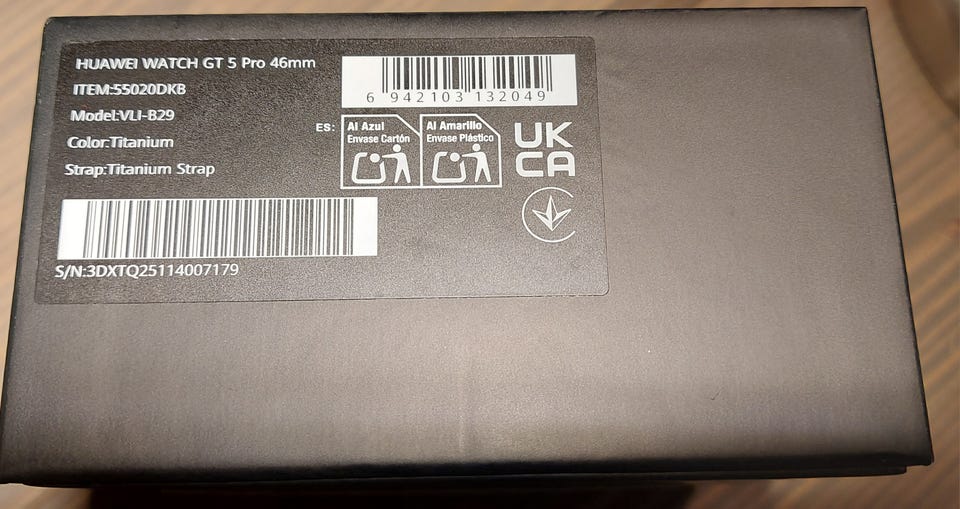 HUAWEI WATCH GT 5 Pro 46mm
ITEM:55020DKB
Model:VLI-B29
Color:Titanium
Strap:Titanium Strap
S/N:3DXTQ25114007179
6 942103 132049
ES:
Al Azul
Envase Cartón
Al Amarillo
Envase Plástico
UK
CA